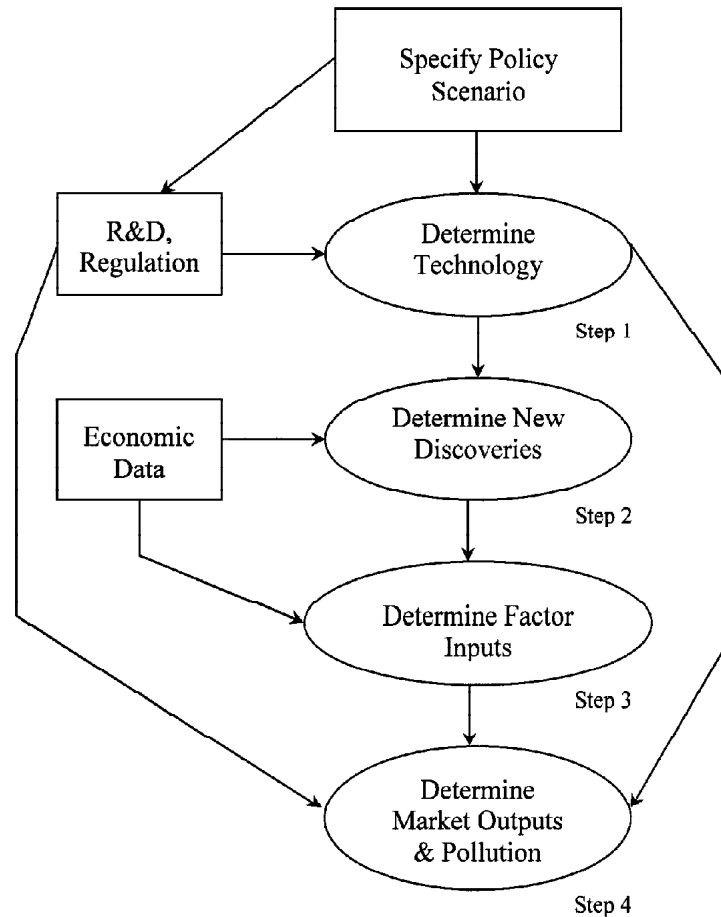 Specify Policy
Scenario
R&D,
Regulation
Determine
Technology
Step 1
Economic
Data
Determine New
Discoveries
Step 2
Determine Factor
Inputs
Step 3
Determine
Market Outputs
& Pollution
Step 4